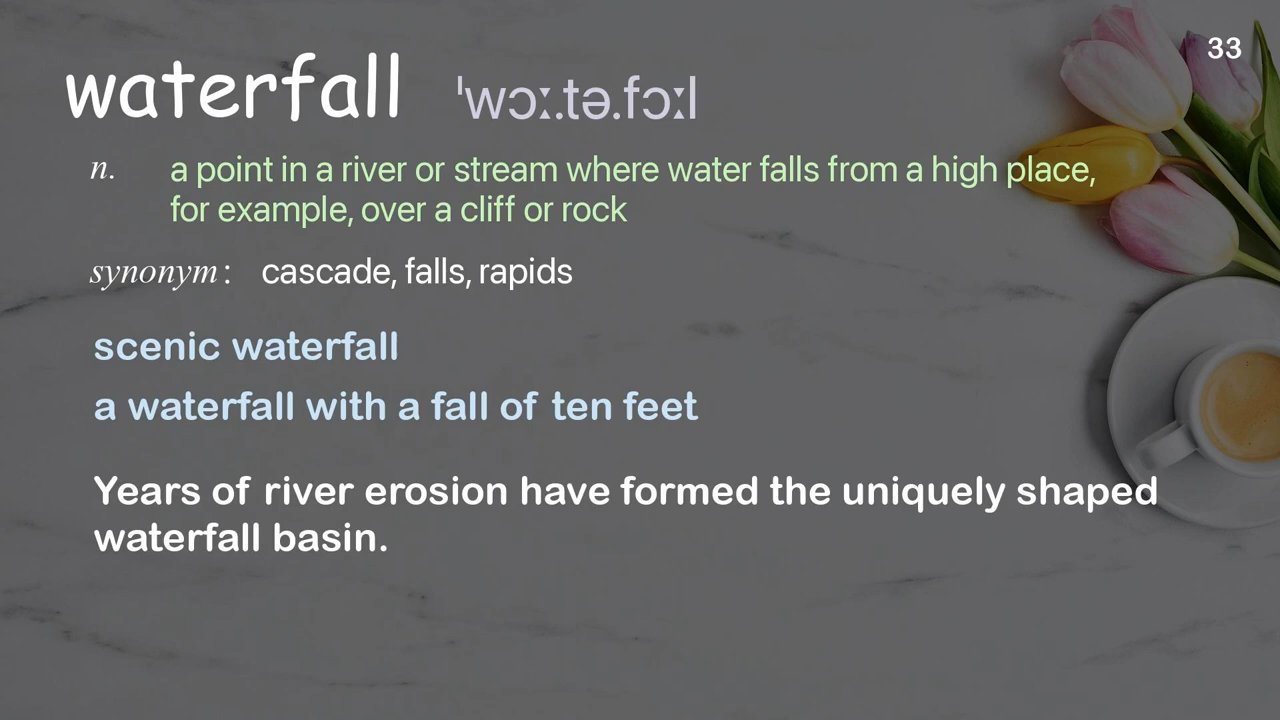 33
waterfall ˈwɔː.tə.fɔːl
n. a point in a river or stream where water falls from a high place,
for example, over a cliff or rock
synonym: cascade, falls, rapids
scenic waterfall
a waterfall with a fall of ten feet
Years of river erosion have formed the uniquely shaped
waterfall basin.